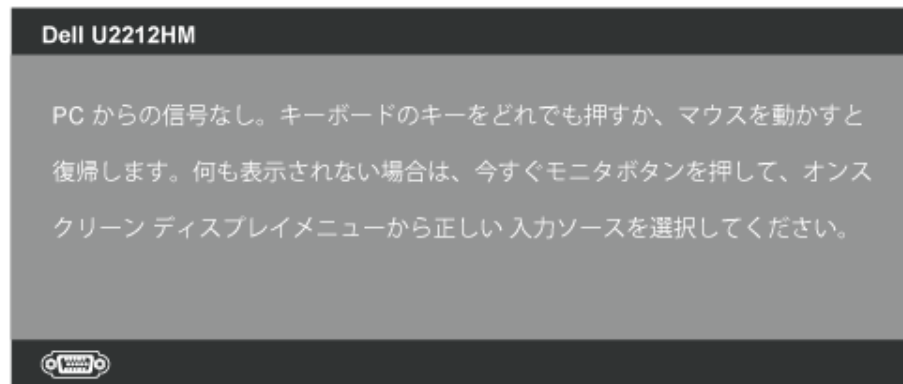 Dell U2212HM
PC からの信号なし。キーボードのキーをどれでも押すか、マウスを動かすと
復帰します。何も表示されない場合は、今すぐモニタボタンを押して、オンス
クリーン ディスプレイメニューから正しい 入力ソースを選択してください。